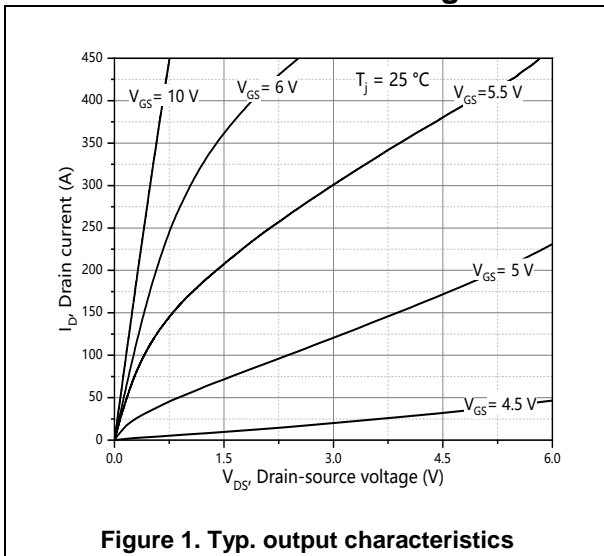 450
400
350
300
250
200
150
100
50
0
I_D, Drain current (A)
V_GS= 10 V
V_GS= 6 V
T_j = 25 °C
V_GS=5.5 V
V_GS= 5 V
V_GS= 4.5 V
0.0 1.5 3.0 4.5 6.0
V_DS, Drain-source voltage (V)
Figure 1. Typ. output characteristics